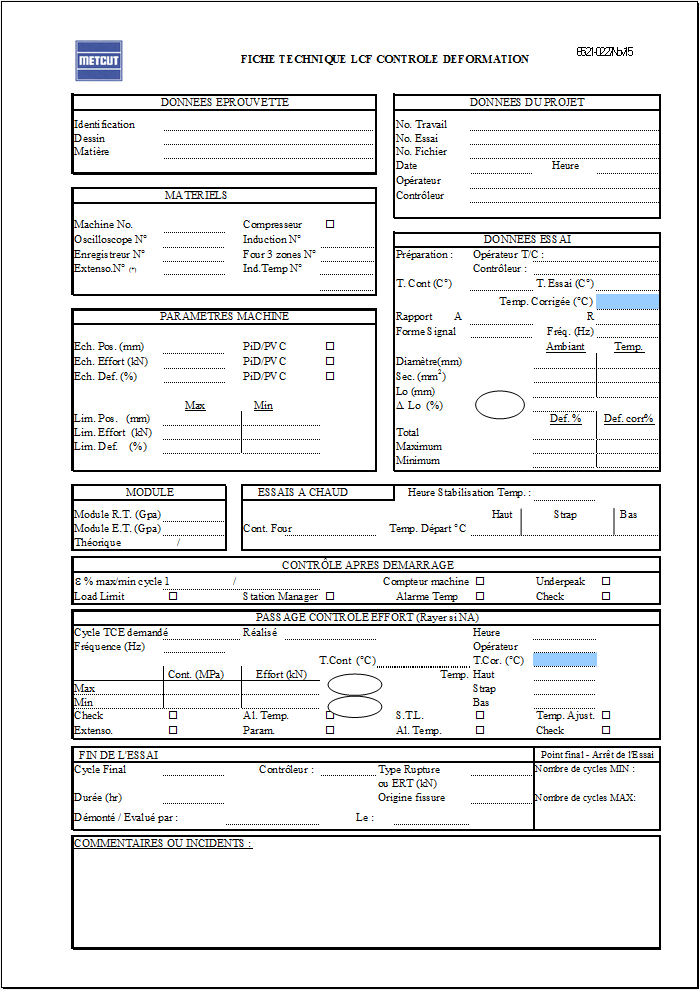 METCUT
FICHE TECHNIQUE LCF CONTROLE DEFORMATION
DONNEES EPROUVETTE
Identification
Dessin
Matière
DONNEES DU PROJET
No. Travail
No. Essai
No. Fichier
Date Heure
Opérateur
Contrôleur
MATERIELS
Machine No. Compresseur
Oscilloscope N° Induction N°
Enregistreur N° Four 3 zones N°
Extenso.N° (*) Ind.Temp N°
DONNEES ESSAI
Préparation : Opérateur T/C :
Contrôleur :
T. Cont (C°) T. Essai (C°)
Temp. Corrigée (°C)
Rapport A R
Forme Signal Fréq. (Hz)
Ambiant Temp.
Diamètre(mm)
Sec. (mm²)
Lo (mm)
Δ Lo (%)
Def. % Def. corr%
Total
Maximum
Minimum
PARAMETRES MACHINE
Ech. Pos. (mm) PiD/PVC
Ech. Effort (kN) PiD/PVC
Ech. Def. (%) PiD/PVC
Max Min
Lim. Pos. (mm)
Lim. Effort (kN)
Lim. Def. (%)
MODULE
Module R.T. (Gpa)
Module E.T. (Gpa)
Théorique /
ESSAIS A CHAUD Heure Stabilisation Temp. :
Haut Strap Bas
Cont. Four Temp. Départ °C
CONTRÔLE APRES DEMARRAGE
ε % max/min cycle 1 / Compteur machine Underpeak
Load Limit Station Manager Alarme Temp Check
PASSAGE CONTROLE EFFORT (Rayer si NA)
Cycle TCE demandé Réalisé Heure
Fréquence (Hz) Opérateur
T.Cont (°C) T.Cor. (°C)
Cont. (MPa) Effort (kN) Temp. Haut
Max Strap
Min Bas
Check Al. Temp. S.T.L. Temp. Ajust.
Extenso. Param. Al. Temp. Check
FIN DE L'ESSAI Point final - Arrêt de l'Essai
Cycle Final Contrôleur : Type Rupture Nombre de cycles MIN :
ou ERT (kN)
Durée (hr) Origine fissure Nombre de cycles MAX:
Démonté / Evalué par : Le :
COMMENTAIRES OU INCIDENTS :